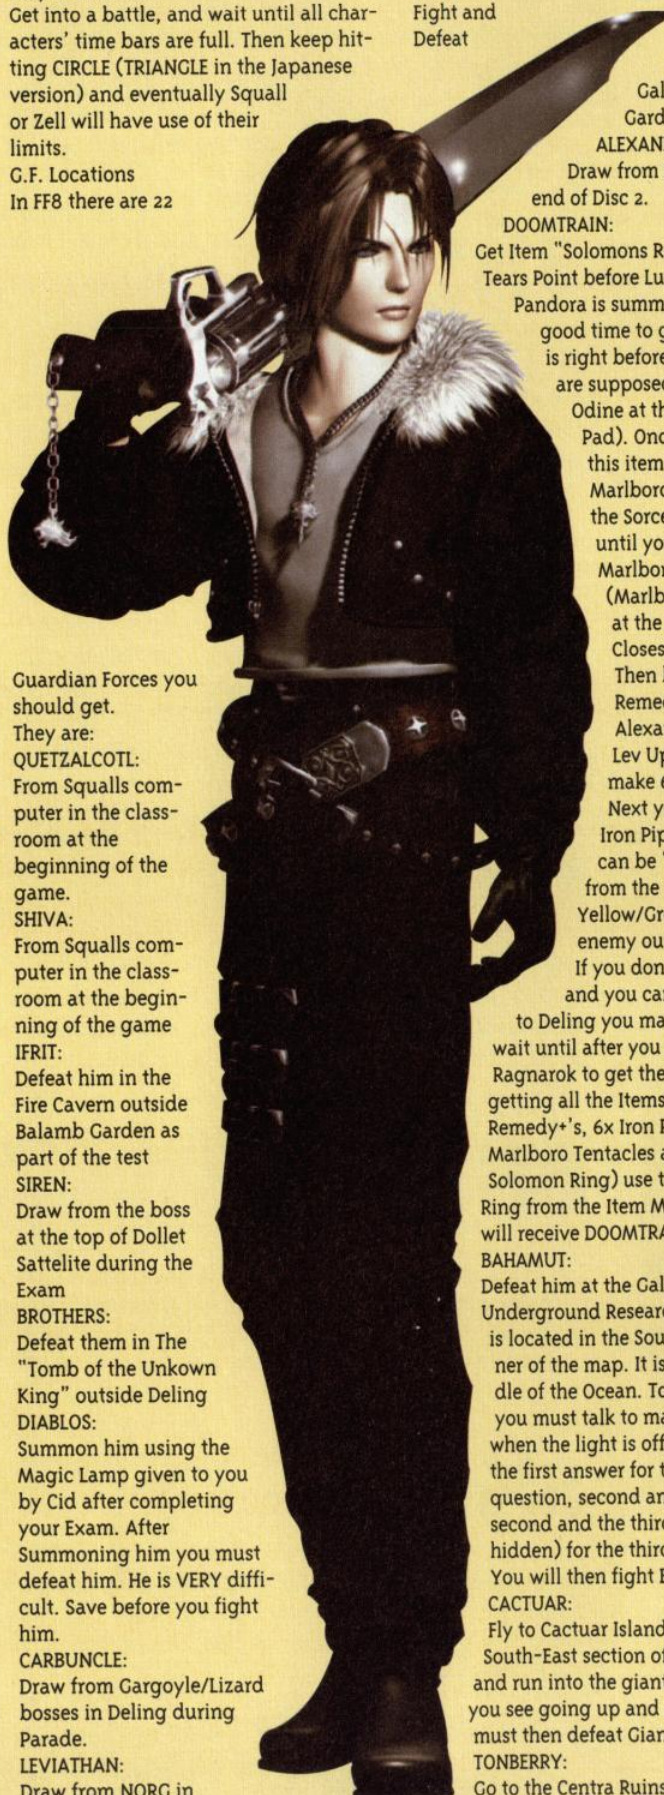 Get into a battle, and wait until all char-
acters' time bars are full. Then keep hit-
ting CIRCLE (TRIANGLE in the Japanese
version) and eventually Squall
or Zell will have use of their
limits.
G.F. Locations
In FF8 there are 22
Guardian Forces you
should get.
They are:
QUETZALCOTL:
From Squalls com-
puter in the class-
room at the
beginning of the
game.
SHIVA:
From Squalls com-
puter in the class-
room at the begin-
ning of the game
IFRIT:
Defeat him in the
Fire Cavern outside
Balamb Garden as
part of the test
SIREN:
Draw from the boss
at the top of Dollet
Sattelite during the
Exam
BROTHERS:
Defeat them in The
"Tomb of the Unkown
King" outside Deling
DIABLOS:
Summon him using the
Magic Lamp given to you
by Cid after completing
your Exam. After
Summoning him you must
defeat him. He is VERY diffi-
cult. Save before you fight
him.
CARBUNCLE:
Draw from Gargoyle/Lizard
bosses in Deling during
Parade.
LEVIATHAN:
Draw from NORG in
Fight and
Defeat
Gal
Gard
ALEXAN
Draw from
end of Disc 2.
DOOMTRAIN:
Get Item "Solomons R
Tears Point before Lu
Pandora is summ
good time to g
is right before
are supposed
Odine at th
Pad). Onc
this item
Marlboro
the Sorce
until yo
Marlbor
(Marlb
at the
Closes
Then
Reme
Alexa
Lev Up
make 6
Next y
Iron Pip
can be
from the
Yellow/Gr
enemy ou
If you don
and you ca
to Deling you ma
wait until after you
Ragnarok to get the
getting all the Items
Remedy+'s, 6x Iron P
Marlboro Tentacles a
Solomon Ring) use t
Ring from the Item M
will receive DOOMTRA
BAHAMUT:
Defeat him at the Gal
Underground Researc
is located in the Sou
ner of the map. It is
dle of the Ocean. To
you must talk to ma
when the light is off
the first answer for t
question, second an
second and the third
hidden) for the third
You will then fight B
CACTUAR:
Fly to Cactuar Island
South-East section of
and run into the giant
you see going up and
must then defeat Gian
TONBERRY:
Go to the Centra Ruins